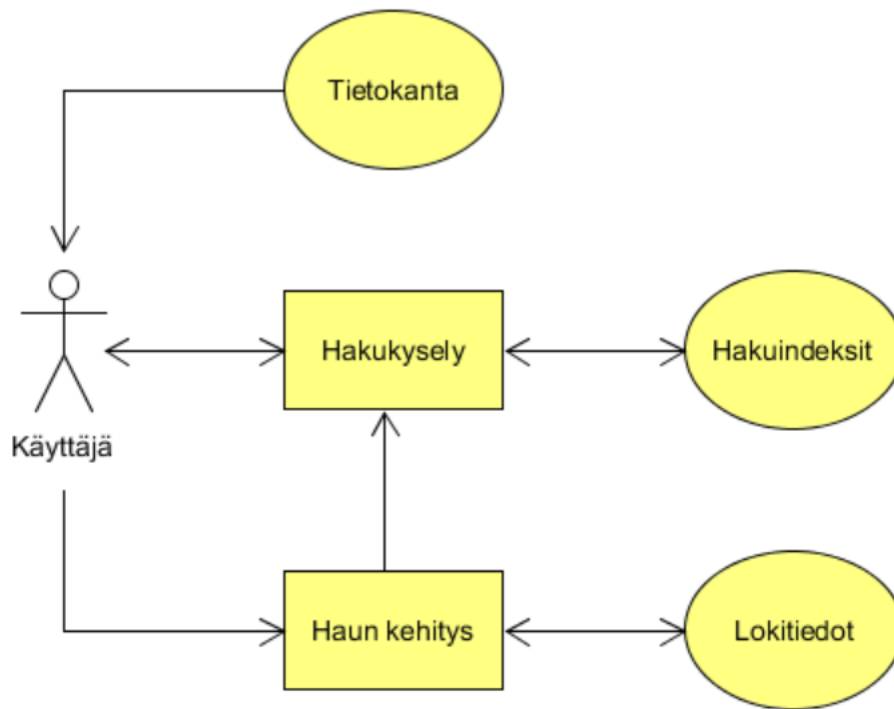 Tietokanta
Hakukysely
Hakuindeksit
Käyttäjä
Haun kehitys
Lokitiedot